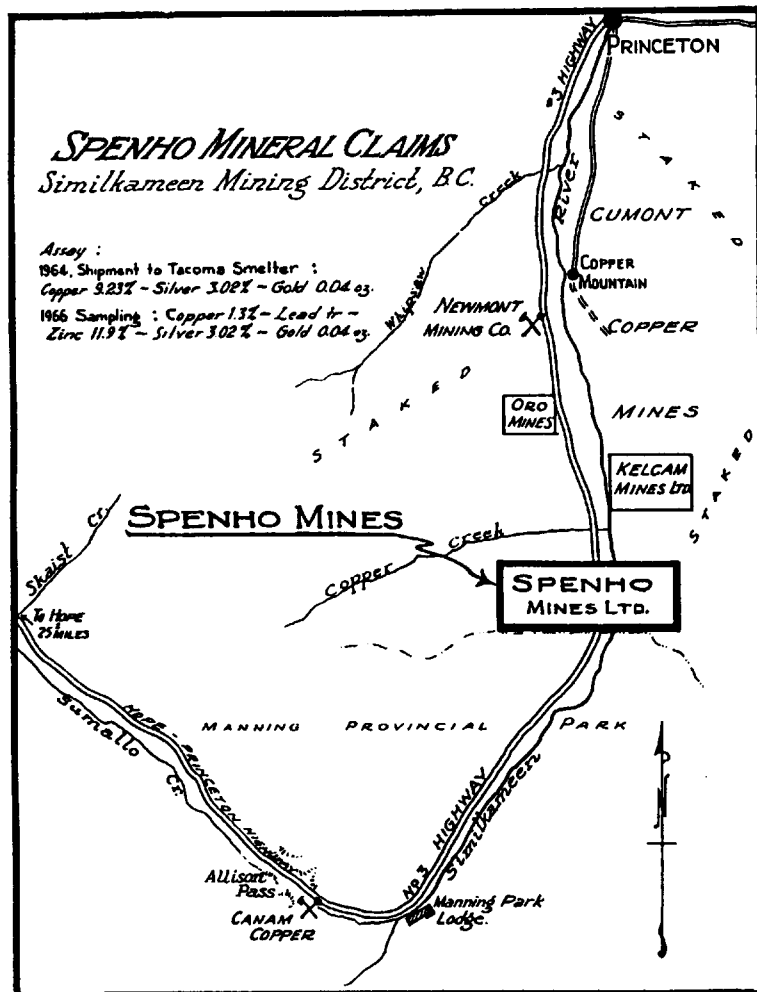 #3 HIGHWAY
PRINCETON
SPENHO MINERAL CLAIMS
Similkameen Mining District, B.C.
Assay :
1964, Shipment to Tacoma Smelter :
Copper 9.23% ~ Silver 3.02% ~ Gold 0.04 oz.
1966 Sampling : Copper 1.3% ~ Lead tr ~
Zinc 11.9% ~ Silver 3.02% ~ Gold 0.04 oz.
STAKED
Whipsaw Creek
River
CUMONT
COPPER
MOUNTAIN
NEWMONT
MINING CO.
COPPER
STAKED
ORO
MINES
MINES
KELCAM
MINES LTD
STAKED
Skaist Cr.
SPENHO MINES
Copper Creek
SPENHO
MINES LTD.
To HOPE
25 MILES
Sumallo Cr.
HOPE - PRINCETON HIGHWAY
MANNING PROVINCIAL PARK
No 3 HIGHWAY
Similkameen
N
Allison
Pass
CANAM
COPPER
Manning Park
Lodge.